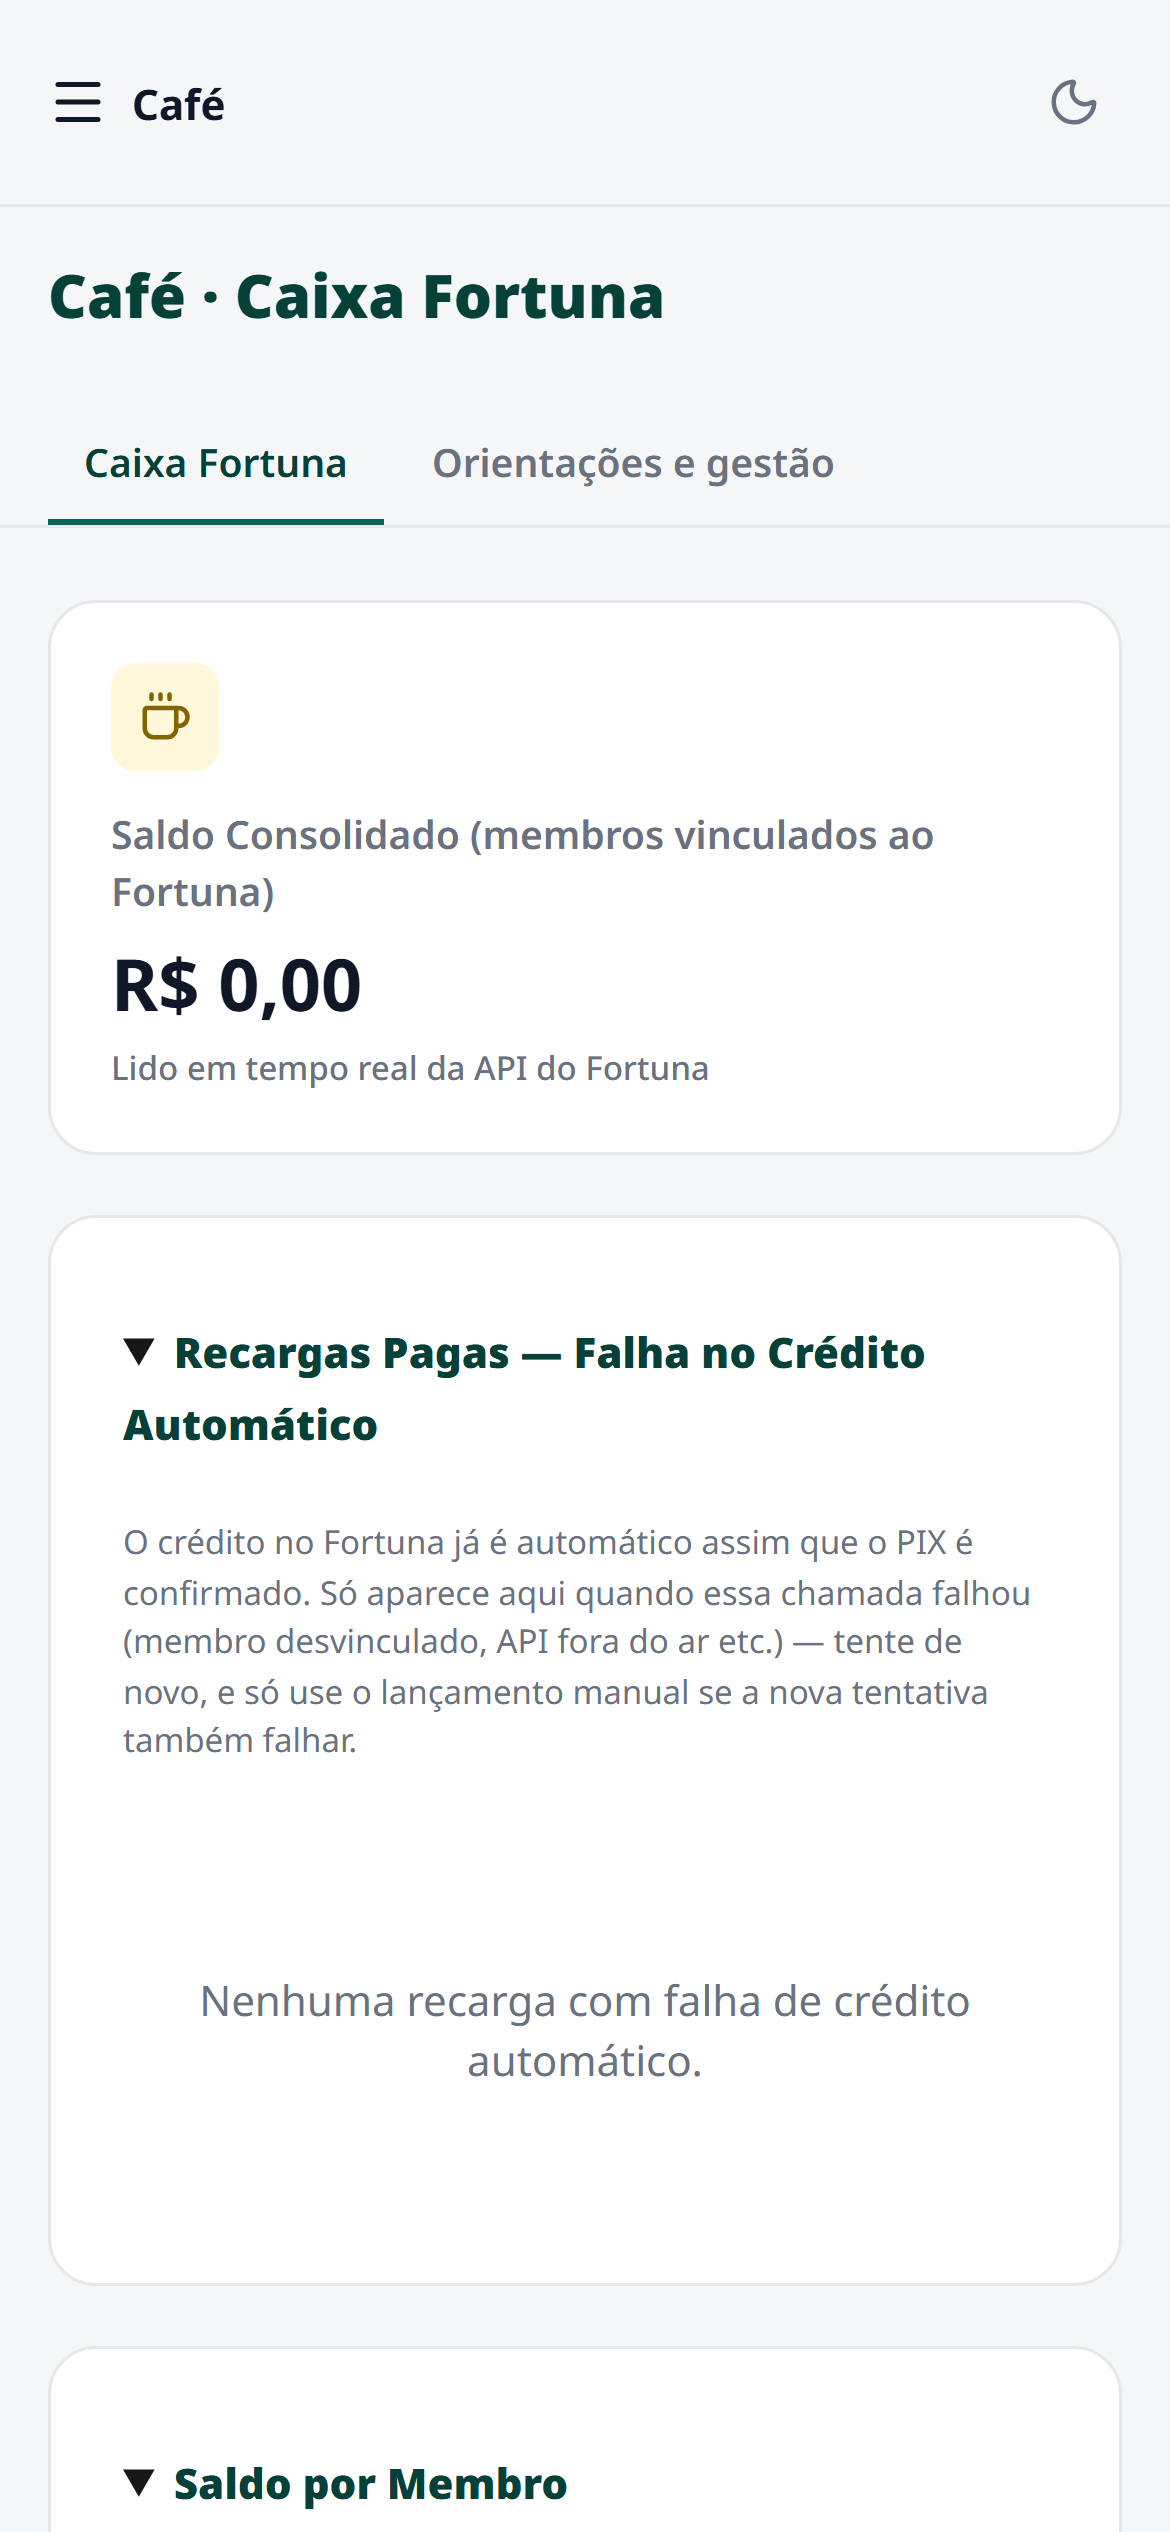 Café
Café · Caixa Fortuna
Caixa Fortuna
Orientações e gestão
Saldo Consolidado (membros vinculados ao
Fortuna)
R$ 0,00
Lido em tempo real da API do Fortuna
Recargas Pagas — Falha no Crédito
Automático
O crédito no Fortuna já é automático assim que o PIX é
confirmado. Só aparece aqui quando essa chamada falhou
(membro desvinculado, API fora do ar etc.) — tente de
novo, e só use o lançamento manual se a nova tentativa
também falhar.
Nenhuma recarga com falha de crédito
automático.
Saldo por Membro